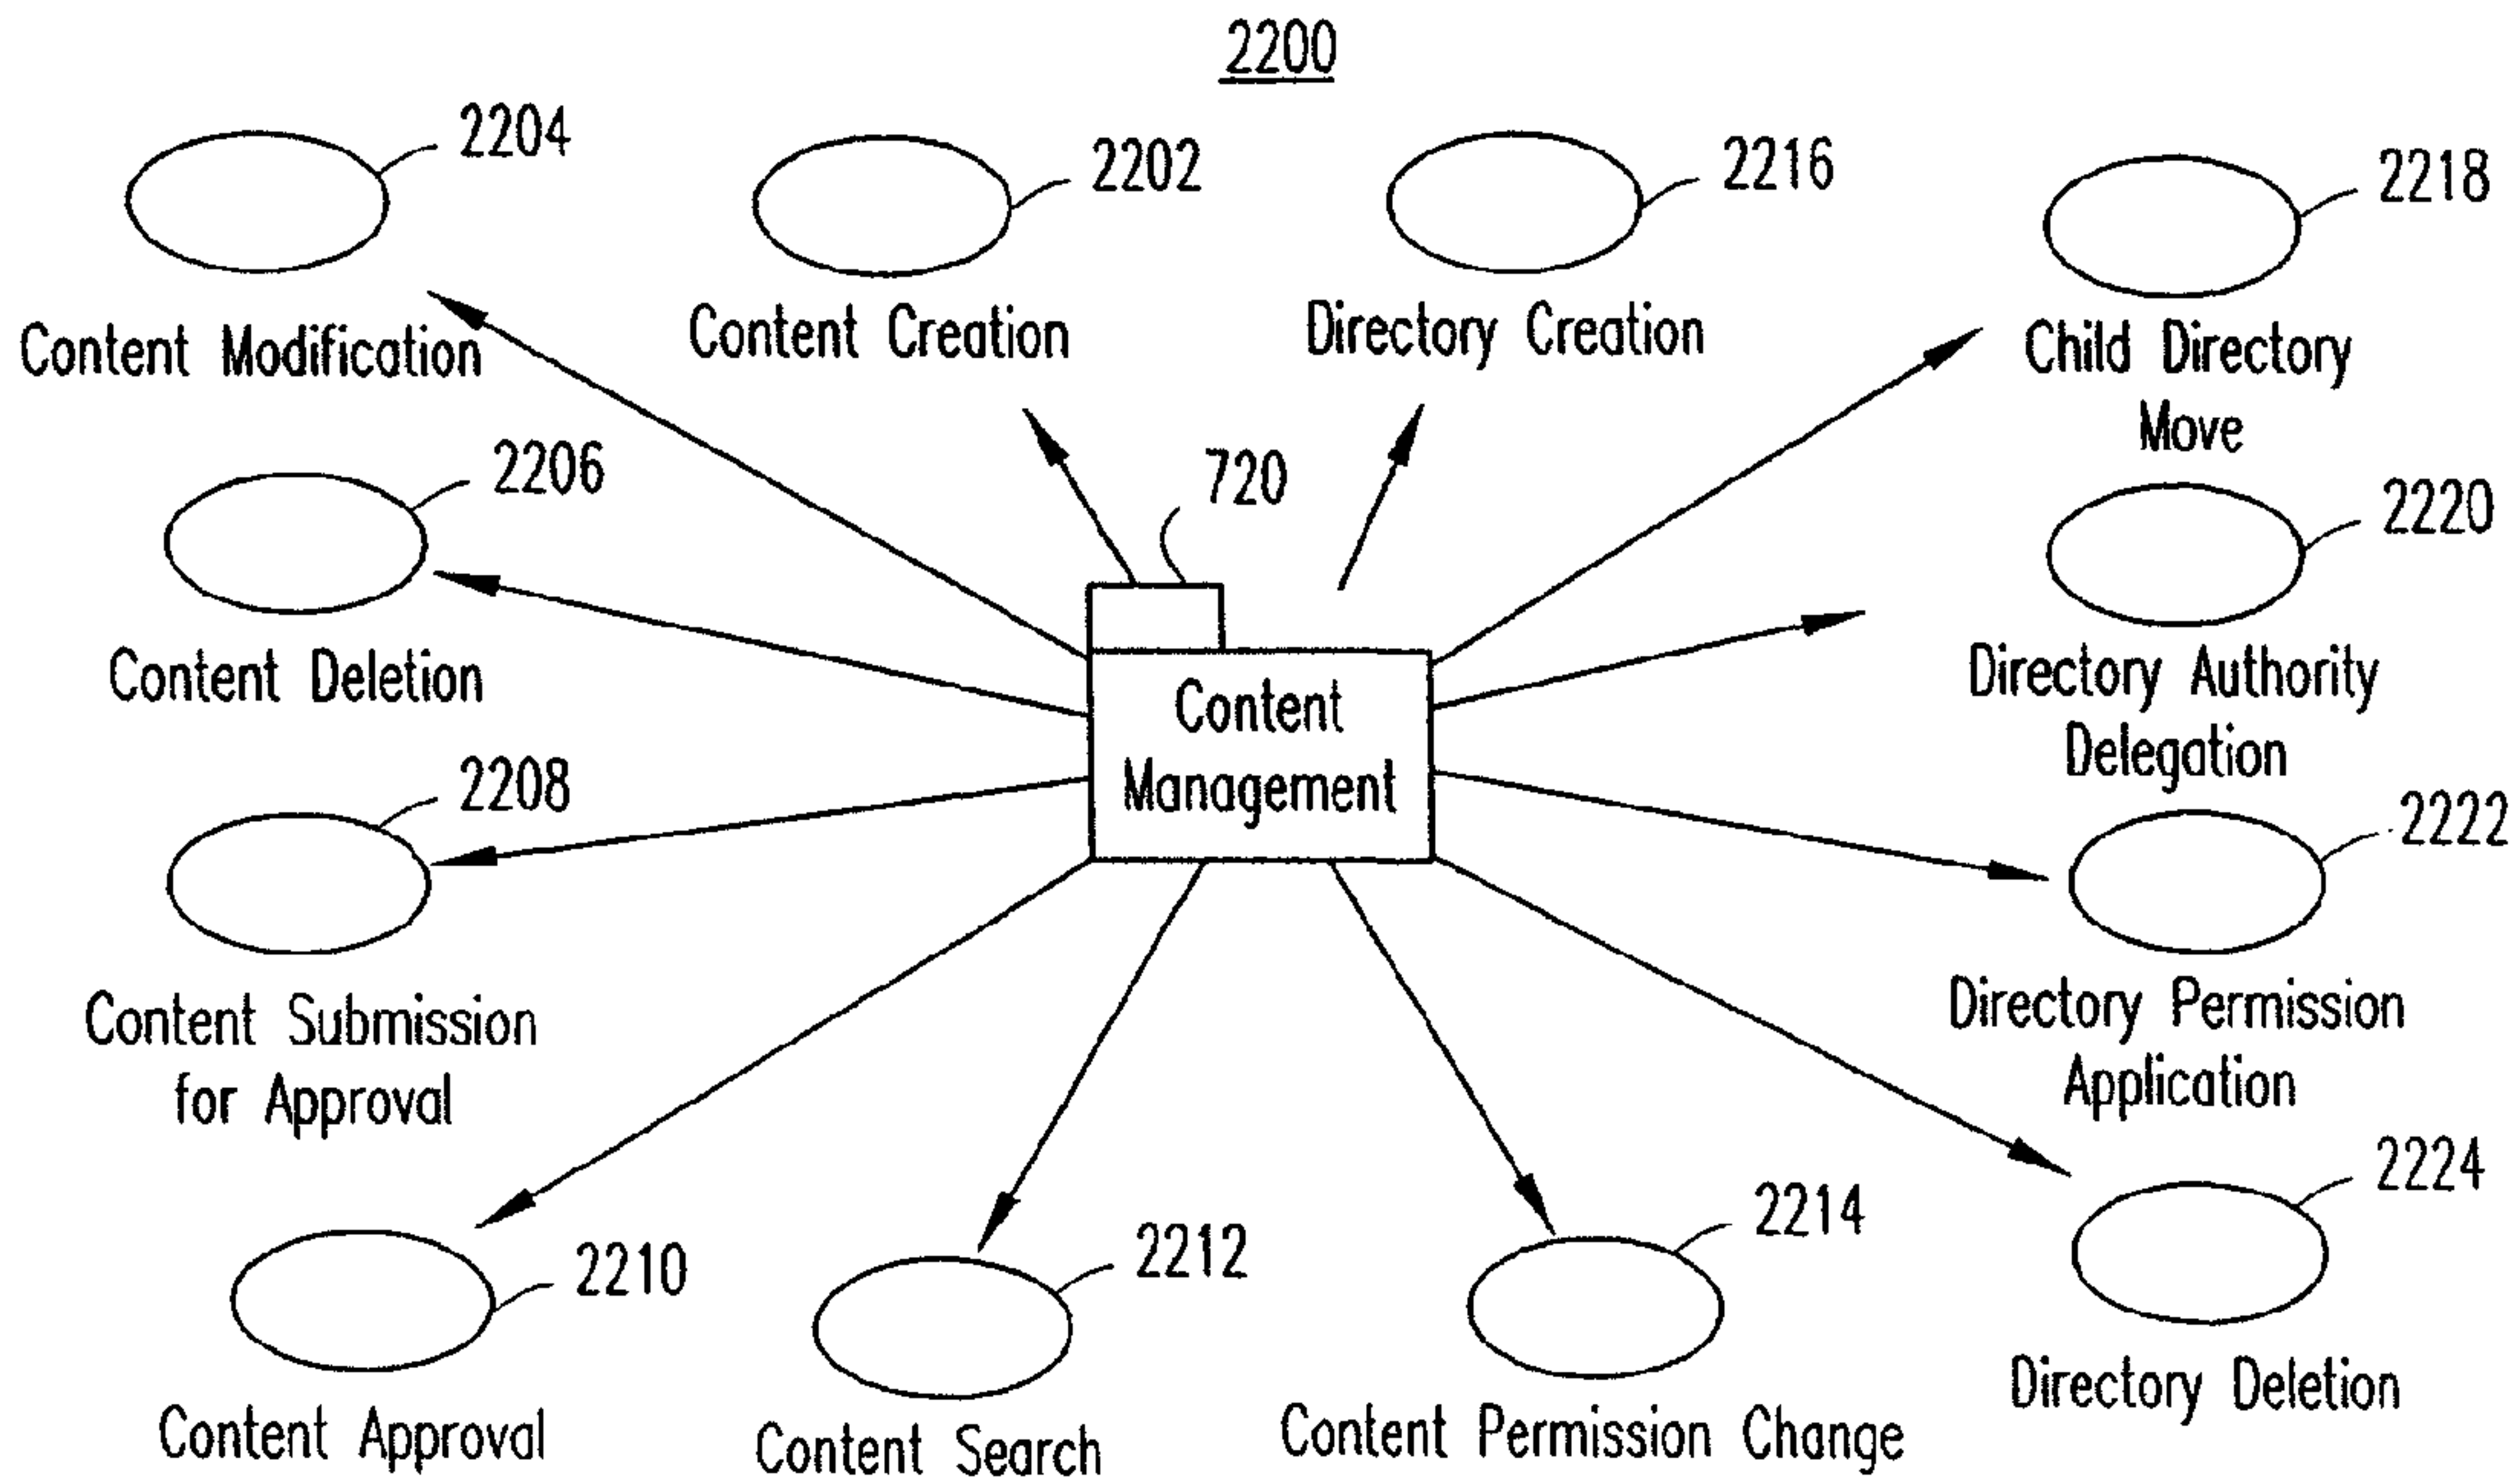 2200
2204
2202
2216
2218
Content Modification
Content Creation
Directory Creation
Child Directory
Move
2206
720
2220
Content Deletion
Content
Management
Directory Authority
Delegation
2208
2222
Content Submission
for Approval
Directory Permission
Application
2210
2212
2214
2224
Content Approval
Content Search
Content Permission Change
Directory Deletion